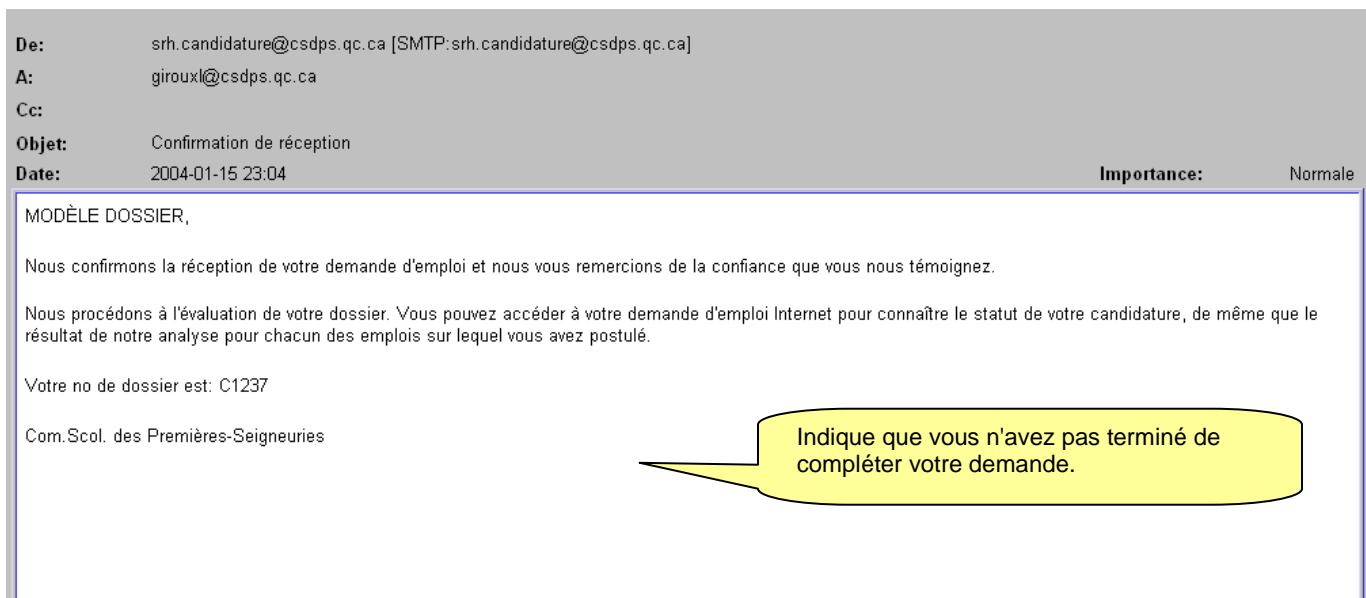 De: srh.candidature@csdps.qc.ca [SMTP:srh.candidature@csdps.qc.ca]
A: girouxl@csdps.qc.ca
Cc:
Objet: Confirmation de réception
Date: 2004-01-15 23:04 Importance: Normale
MODÈLE DOSSIER,
Nous confirmons la réception de votre demande d'emploi et nous vous remercions de la confiance que vous nous témoignez.
Nous procédons à l'évaluation de votre dossier. Vous pouvez accéder à votre demande d'emploi Internet pour connaître le statut de votre candidature, de même que le
résultat de notre analyse pour chacun des emplois sur lequel vous avez postulé.
Votre no de dossier est: C1237
Com.Scol. des Premières-Seigneuries
Indique que vous n'avez pas terminé de
compléter votre demande.